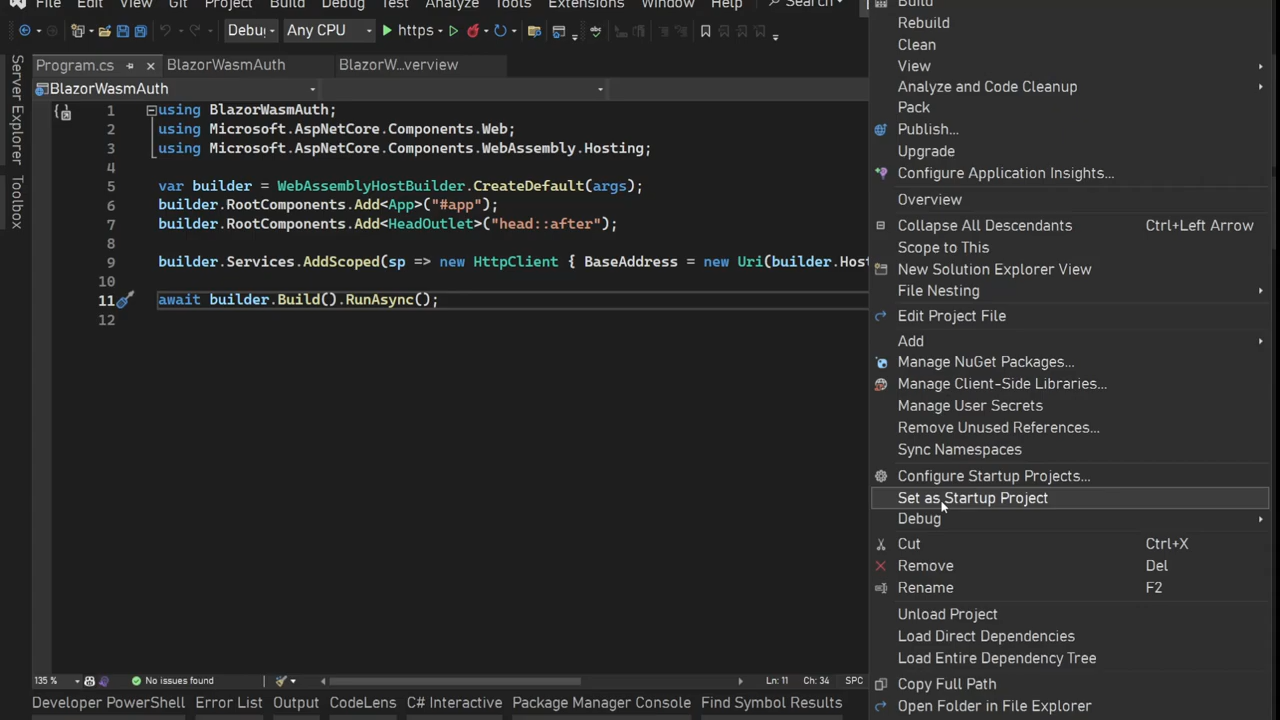 File Edit View Git Project Build Debug Test Analyze Tools Extensions Window Help Search
Debu Any CPU https
Program.cs BlazorWasmAuth BlazorW...verview
BlazorWasmAuth
Server Explorer
Toolbox
1 using BlazorWasmAuth;
2 using Microsoft.AspNetCore.Components.Web;
3 using Microsoft.AspNetCore.Components.WebAssembly.Hosting;
4
5 var builder = WebAssemblyHostBuilder.CreateDefault(args);
6 builder.RootComponents.Add<App>("#app");
7 builder.RootComponents.Add<HeadOutlet>("head::after");
8
9 builder.Services.AddScoped(sp => new HttpClient { BaseAddress = new Uri(builder.Host
10
11 await builder.Build().RunAsync();
12
135 % No issues found Ln: 11 Ch: 34 SPC
Developer PowerShell Error List Output CodeLens C# Interactive Package Manager Console Find Symbol Results
Build
Rebuild
Clean
View
Analyze and Code Cleanup
Pack
Publish...
Upgrade
Configure Application Insights...
Overview
Collapse All Descendants Ctrl+Left Arrow
Scope to This
New Solution Explorer View
File Nesting
Edit Project File
Add
Manage NuGet Packages...
Manage Client-Side Libraries...
Manage User Secrets
Remove Unused References...
Sync Namespaces
Configure Startup Projects...
Set as Startup Project
Debug
Cut Ctrl+X
Remove Del
Rename F2
Unload Project
Load Direct Dependencies
Load Entire Dependency Tree
Copy Full Path
Open Folder in File Explorer